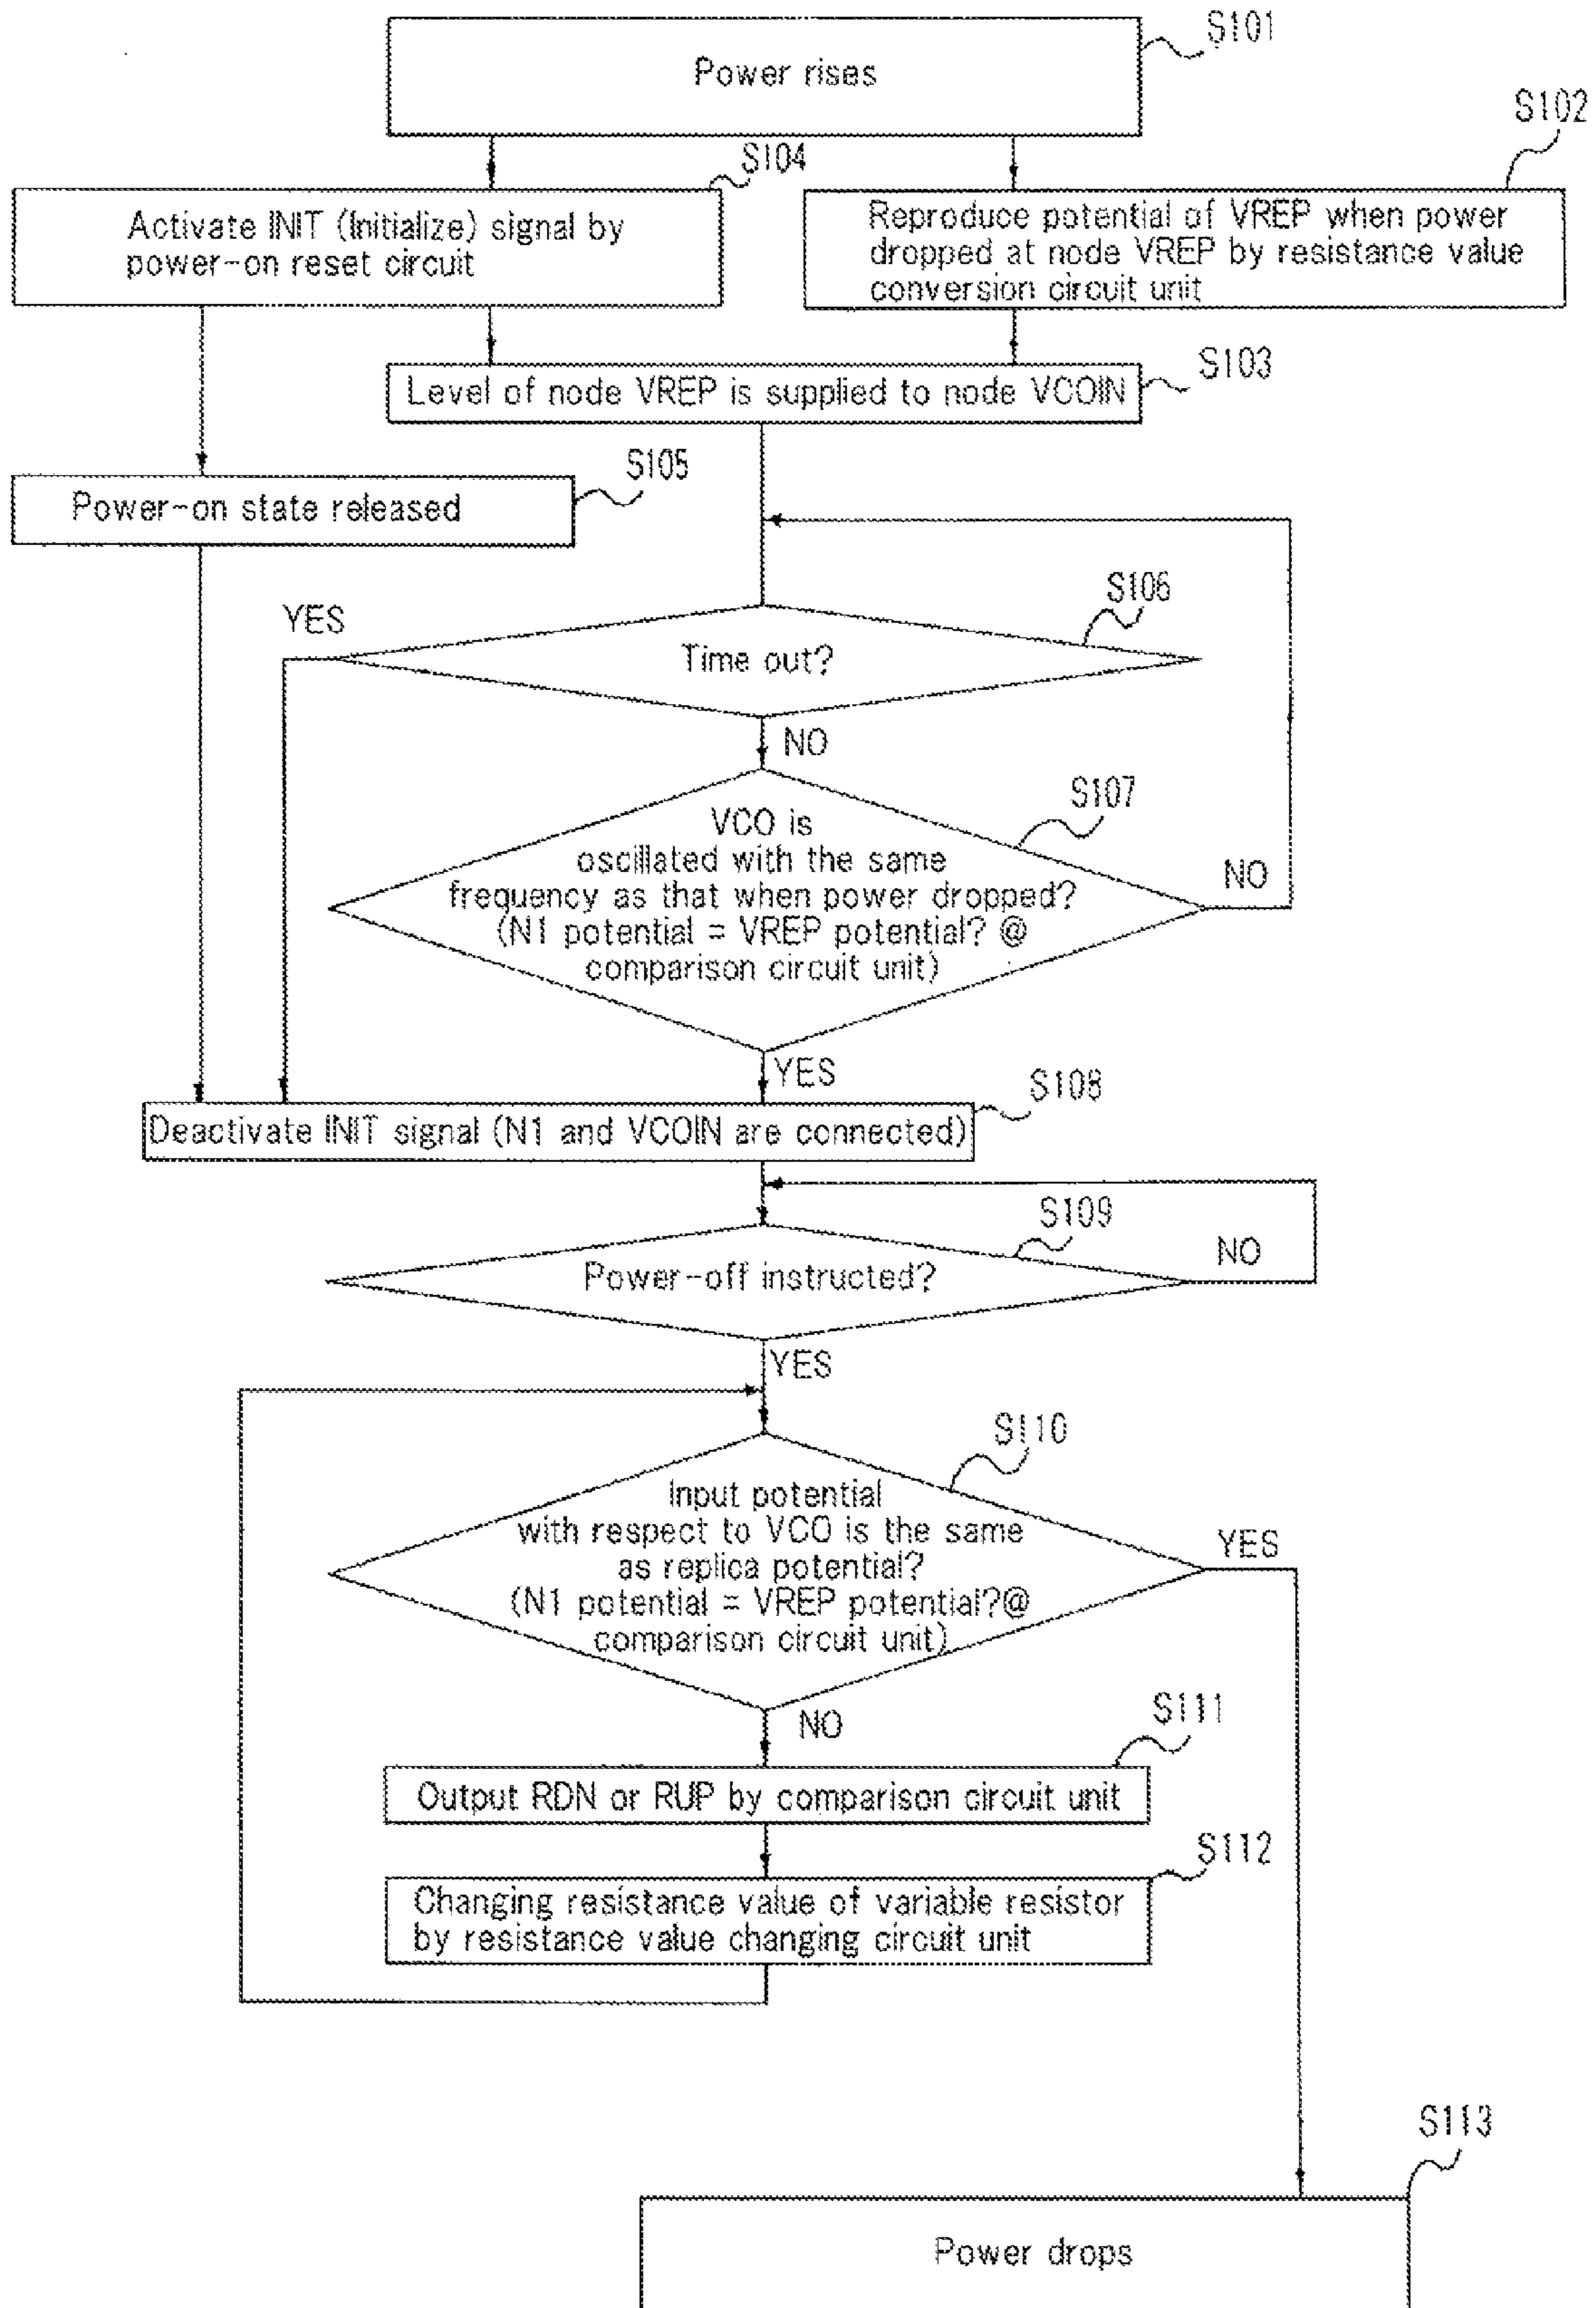 S101
Power rises
S102
S104
Activate INIT (Initialize) signal by
power-on reset circuit
Reproduce potential of VREP when power
dropped at node VREP by resistance value
conversion circuit unit
S103
Level of node VREP is supplied to node VCOIN
S105
Power-on state released
S106
YES
Time out?
NO
S107
VCO is
oscillated with the same
frequency as that when power dropped?
(N1 potential = VREP potential? @
comparison circuit unit)
NO
YES
S108
Deactivate INIT signal (N1 and VCOIN are connected)
S109
NO
Power-off instructed?
YES
S110
Input potential
with respect to VCO is the same
as replica potential?
(N1 potential = VREP potential?@
comparison circuit unit)
YES
NO
S111
Output RDN or RUP by comparison circuit unit
S112
Changing resistance value of variable resistor
by resistance value changing circuit unit
S113
Power drops